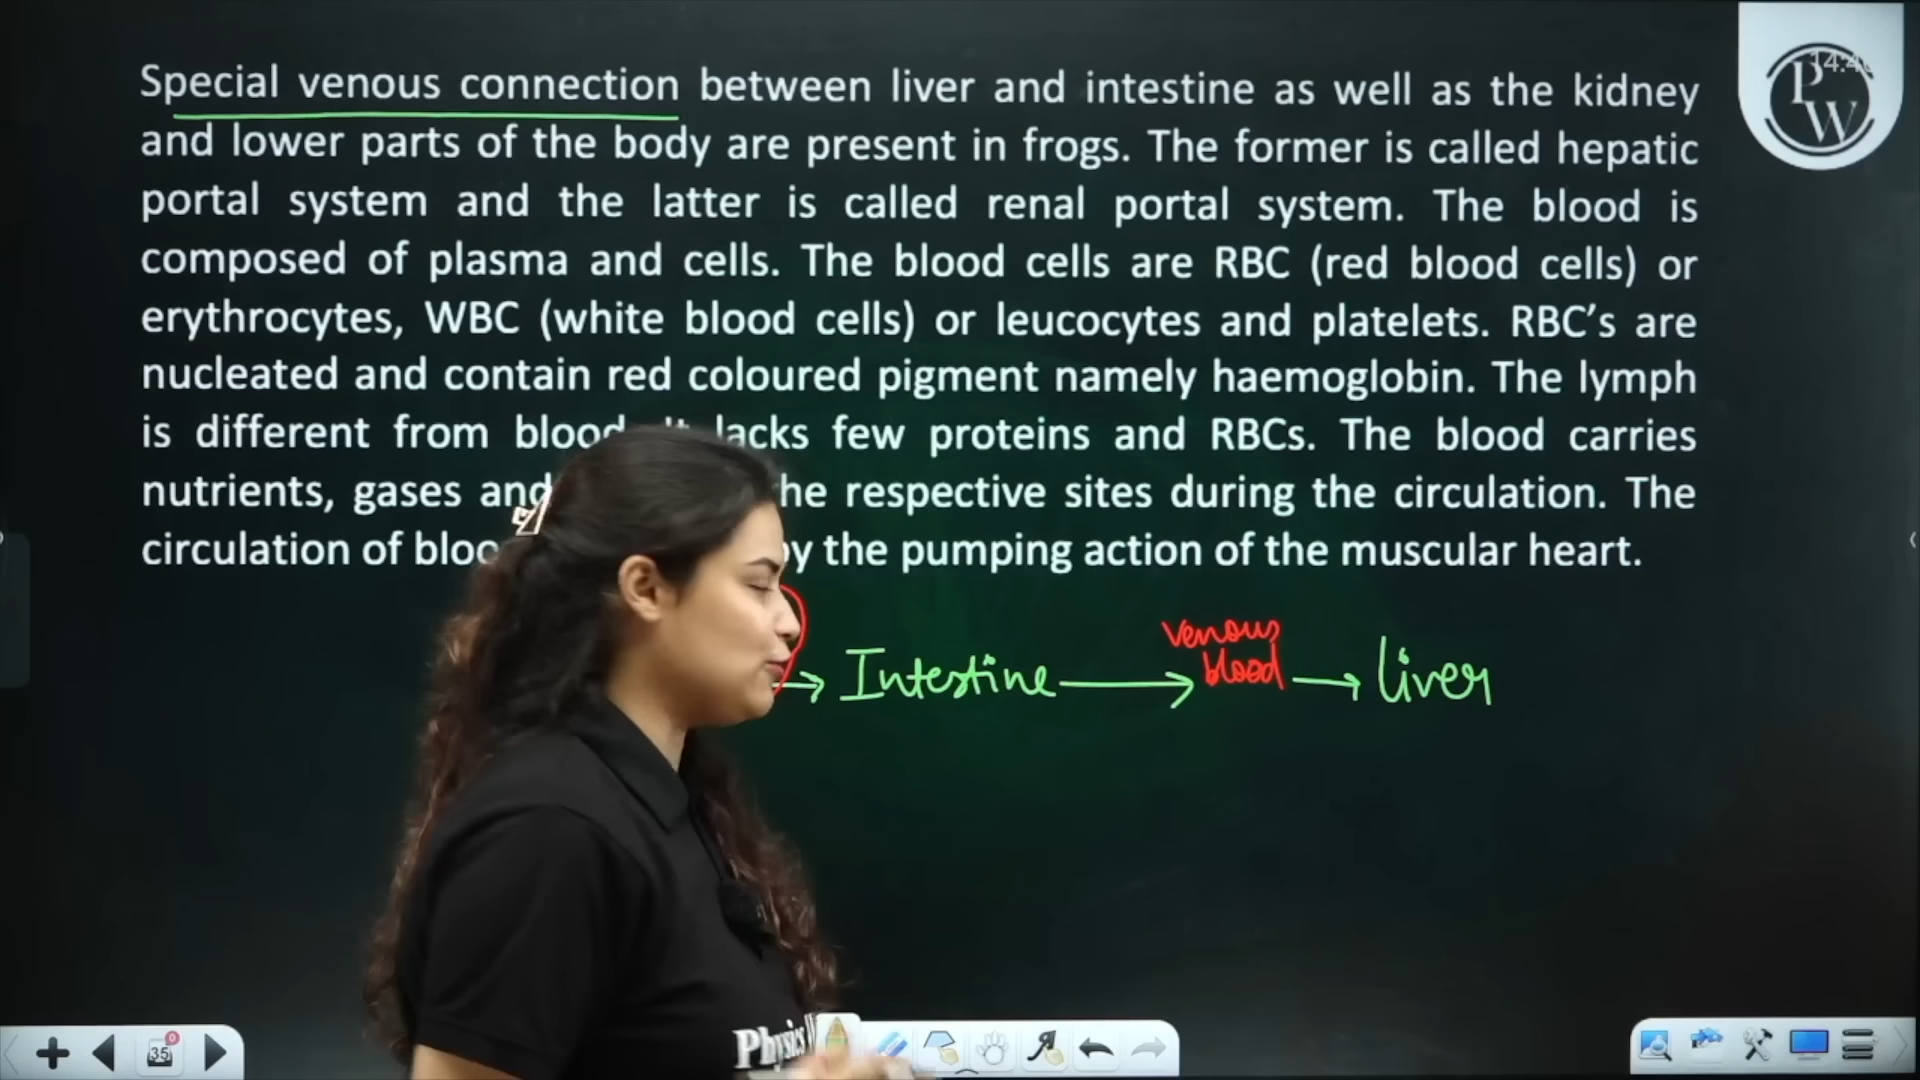 Special venous connection between liver and intestine as well as the kidney
and lower parts of the body are present in frogs. The former is called hepatic
portal system and the latter is called renal portal system. The blood is
composed of plasma and cells. The blood cells are RBC (red blood cells) or
erythrocytes, WBC (white blood cells) or leucocytes and platelets. RBC’s are
nucleated and contain red coloured pigment namely haemoglobin. The lymph
is different from blood lacks few proteins and RBCs. The blood carries
nutrients, gases and respective sites during the circulation. The
circulation of by the pumping action of the muscular heart.
Intestine → venous blood → liver
PW
Physics
35
0